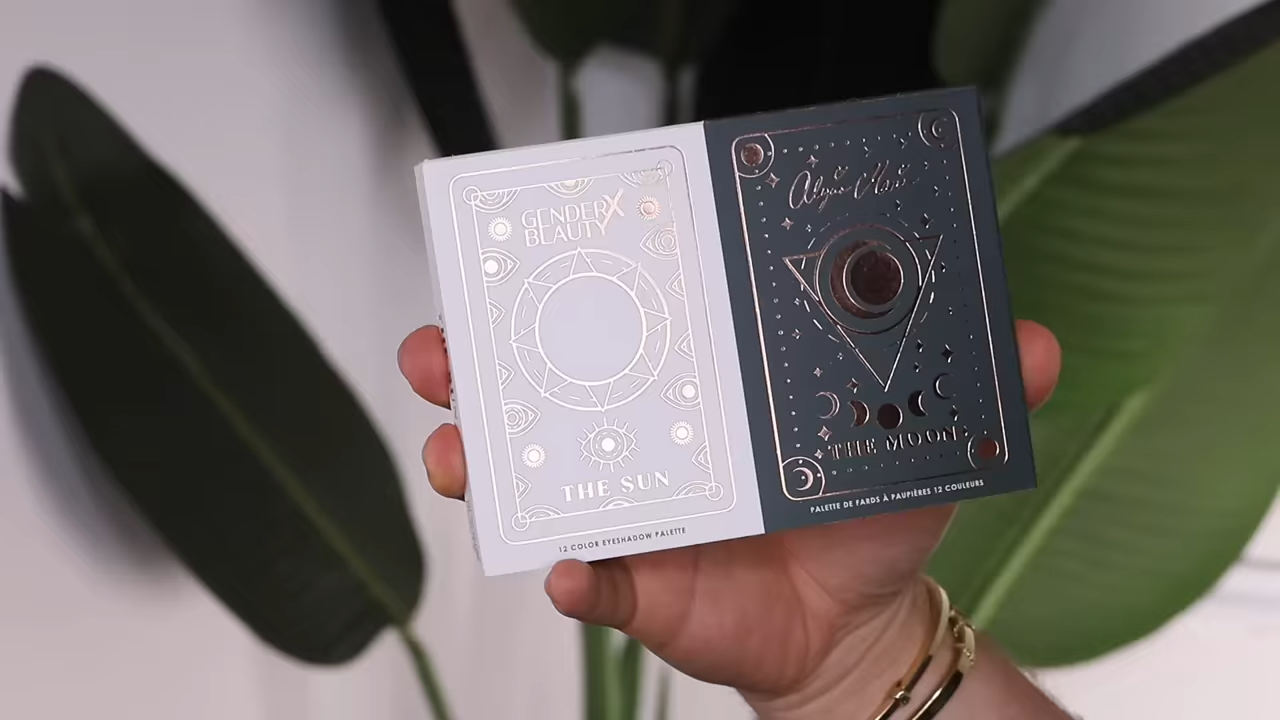 GENDER X
BEAUTY
THE SUN
12 COLOR EYESHADOW PALETTE
THE MOON
PALETTE DE FARDS À PAUPIÈRES 12 COULEURS